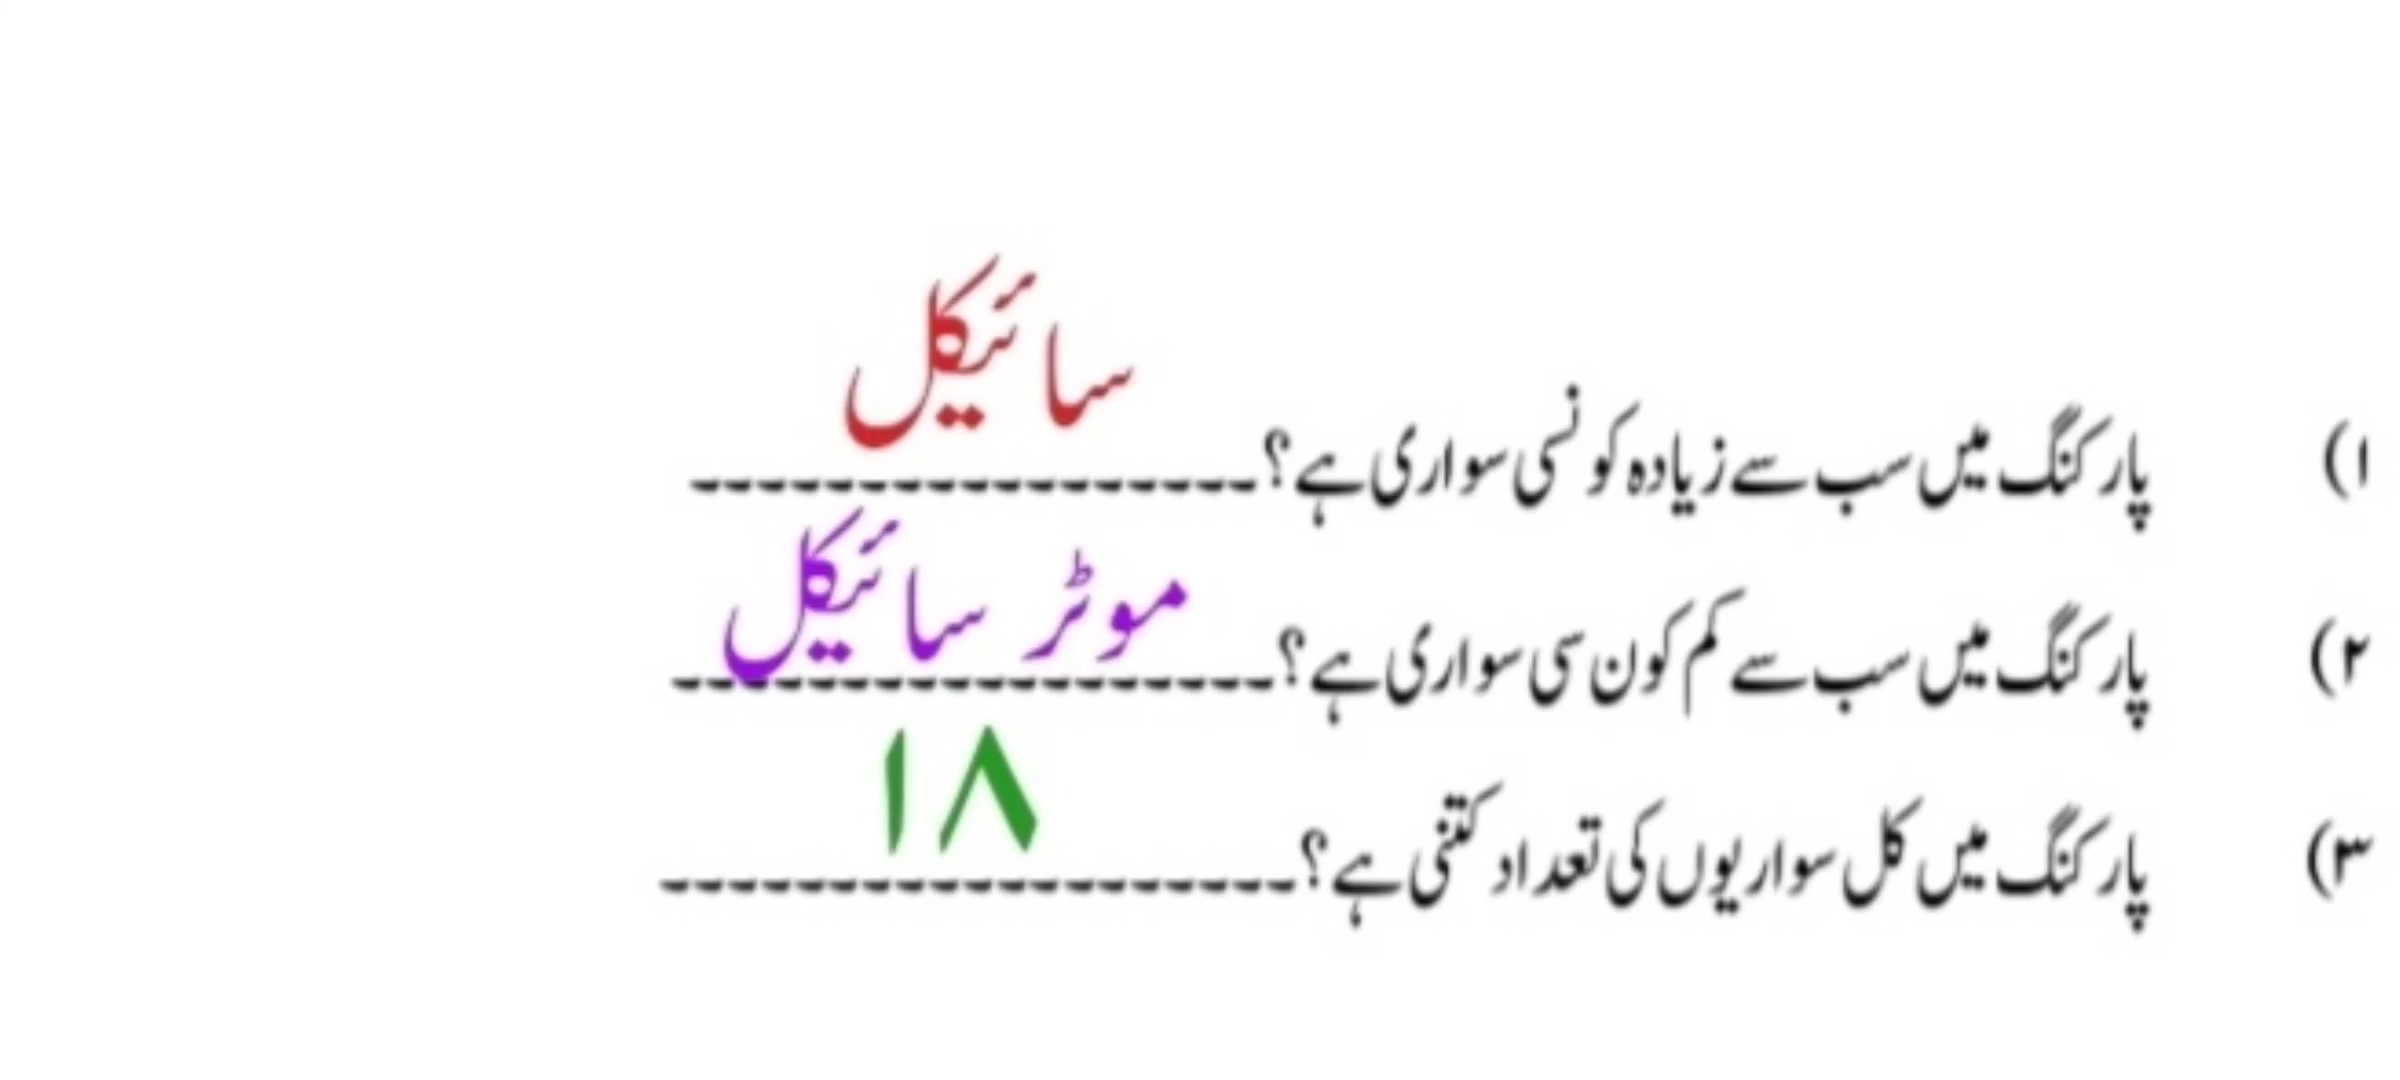 ۱) پارکنگ میں سب سے زیادہ کونسی سواری ہے؟ سائیکل
۲) پارکنگ میں سب سے کم کون سی سواری ہے؟ موٹر سائیکل
۳) پارکنگ میں کل سواریوں کی تعداد کتنی ہے؟ ۱۸